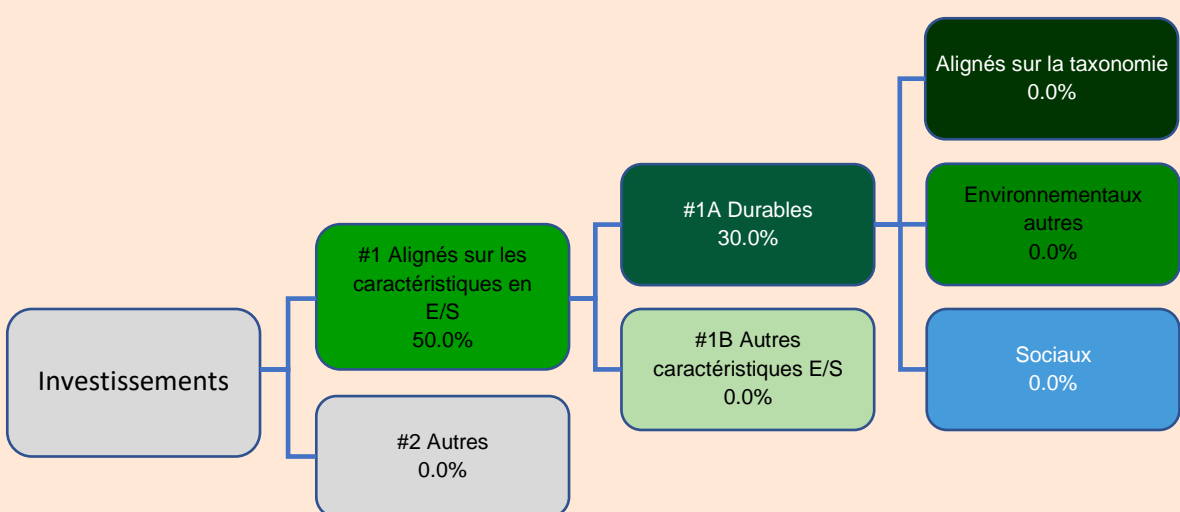 Investissements
#1 Alignés sur les
caractéristiques en
E/S
50.0%
#2 Autres
0.0%
#1A Durables
30.0%
#1B Autres
caractéristiques E/S
0.0%
Alignés sur la taxonomie
0.0%
Environnementaux
autres
0.0%
Sociaux
0.0%